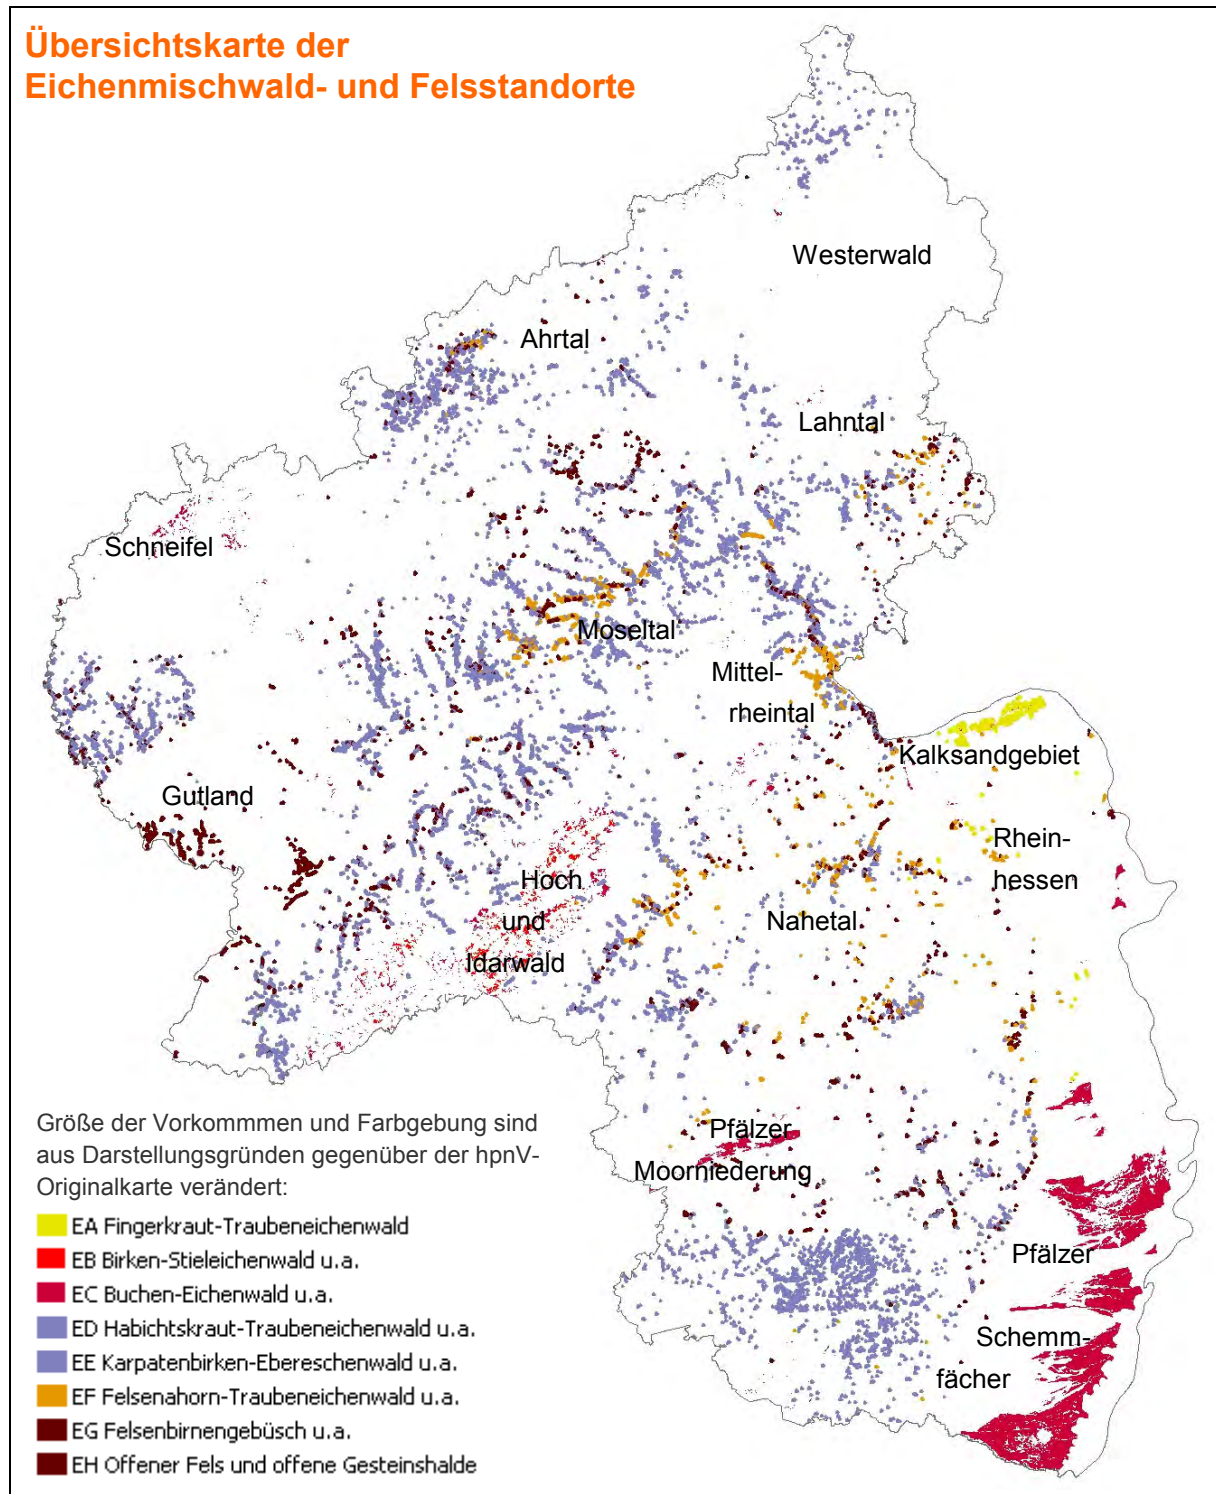 Übersichtskarte der
Eichenmischwald- und Felsstandorte
Westerwald
Ahrtal
Lahntal
Schneifel
Moseltal
Mittel-
rheintal
Kalksandgebiet
Gutland
Rhein-
hessen
Hoch
und
Idarwald
Nahetal
Pfälzer
Moorniederung
Pfälzer
Schemm-
fächer
Größe der Vorkommmen und Farbgebung sind
aus Darstellungsgründen gegenüber der hpnV-
Originalkarte verändert:
EA Fingerkraut-Traubeneichenwald
EB Birken-Stieleichenwald u.a.
EC Buchen-Eichenwald u.a.
ED Habichtskraut-Traubeneichenwald u.a.
EE Karpatenbirken-Ebereschenwald u.a.
EF Felsenahorn-Traubeneichenwald u.a.
EG Felsenbirnengebüsch u.a.
EH Offener Fels und offene Gesteinshalde